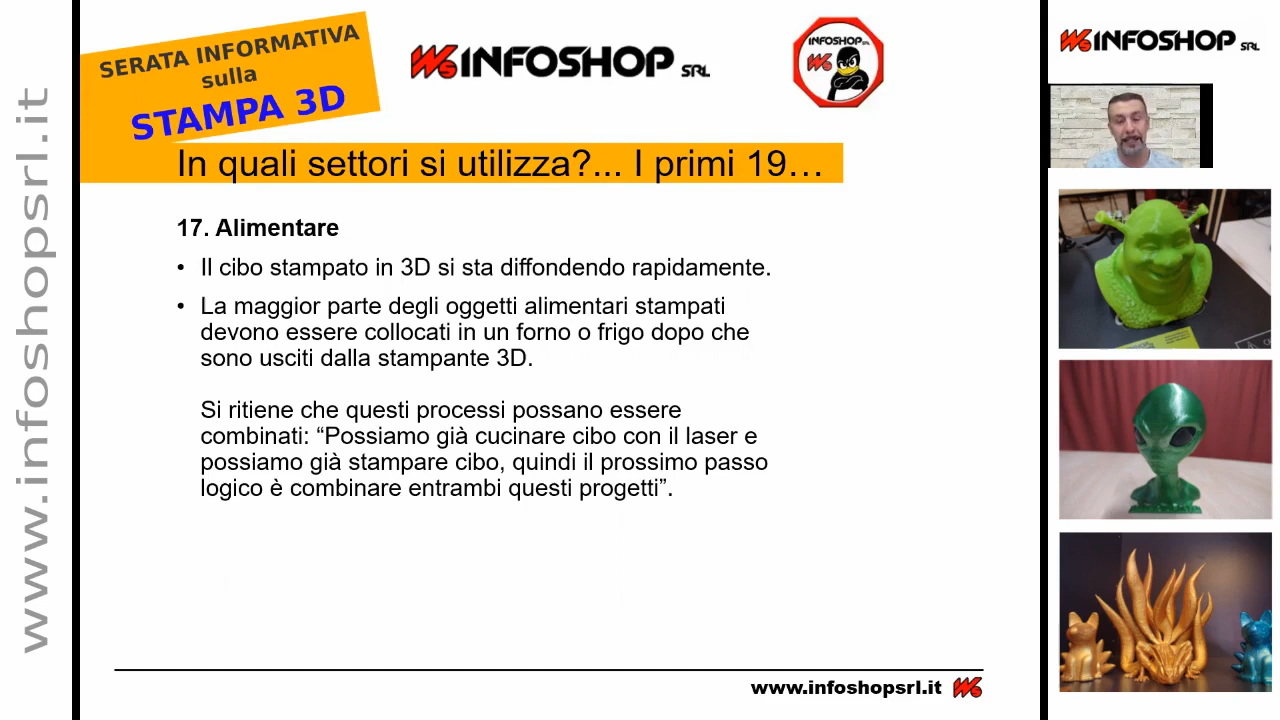 www.infoshopsrl.it
SERATA INFORMATIVA
sulla
STAMPA 3D
INFOSHOP SRL
INFOSHOP SRL
INFOSHOP SRL
In quali settori si utilizza?... I primi 19…
17. Alimentare
• Il cibo stampato in 3D si sta diffondendo rapidamente.
• La maggior parte degli oggetti alimentari stampati
devono essere collocati in un forno o frigo dopo che
sono usciti dalla stampante 3D.
Si ritiene che questi processi possano essere
combinati: “Possiamo già cucinare cibo con il laser e
possiamo già stampare cibo, quindi il prossimo passo
logico è combinare entrambi questi progetti”.
www.infoshopsrl.it